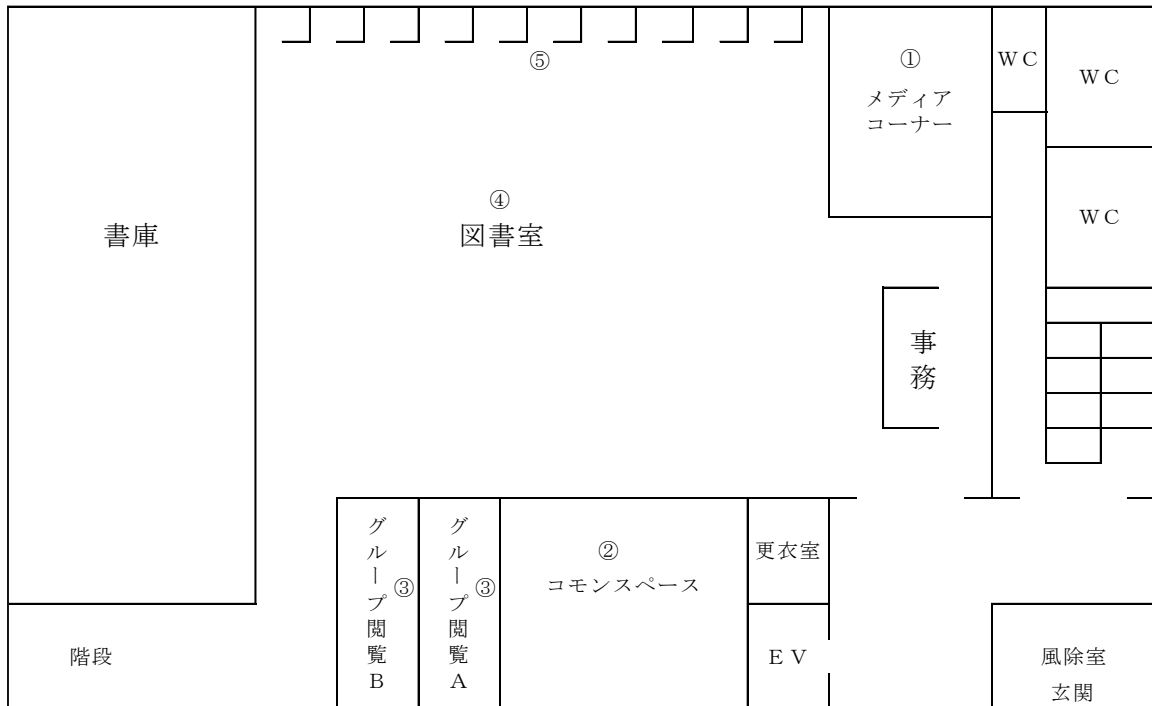 ①
メディア
コーナー
ＷＣ
ＷＣ
⑤
④
図書室
書庫
ＷＣ
事務
グループ閲覧Ｂ
③
グループ閲覧Ａ
③
②
コモンスペース
更衣室
ＥＶ
階段
風除室
玄関